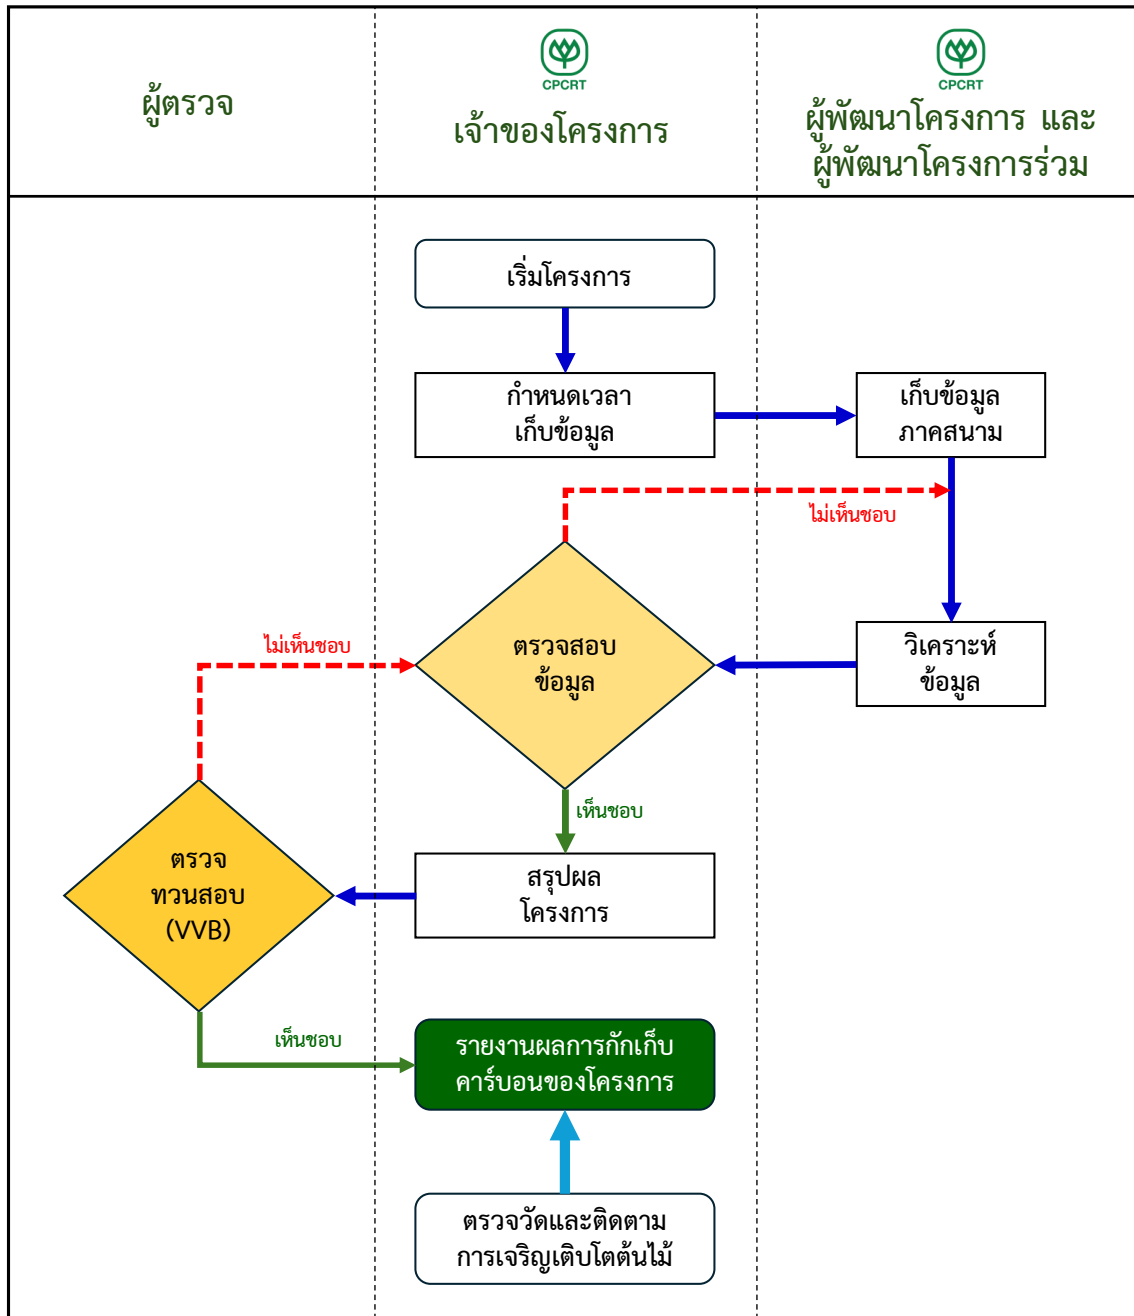 ผู้ตรวจ
CPCRT
เจ้าของโครงการ
CPCRT
ผู้พัฒนาโครงการ และ
ผู้พัฒนาโครงการร่วม
เริ่มโครงการ
กำหนดเวลา
เก็บข้อมูล
เก็บข้อมูล
ภาคสนาม
ไม่เห็นชอบ
วิเคราะห์
ข้อมูล
ตรวจสอบ
ข้อมูล
ไม่เห็นชอบ
เห็นชอบ
สรุปผล
โครงการ
ตรวจ
ทวนสอบ
(VVB)
เห็นชอบ
รายงานผลการกักเก็บ
คาร์บอนของโครงการ
ตรวจวัดและติดตาม
การเจริญเติบโตต้นไม้